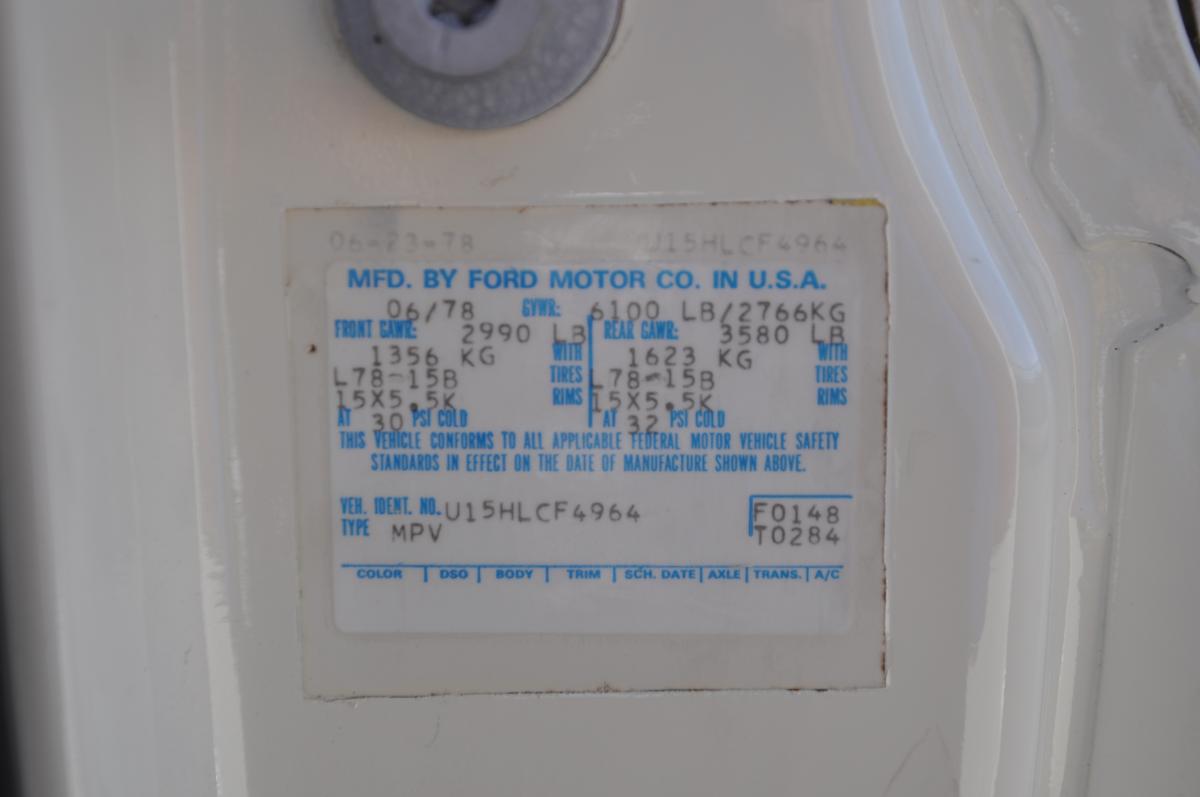 06-23-78 U15HLCF4964
MFD. BY FORD MOTOR CO. IN U.S.A.
06/78 GVWR: 6100 LB/2766KG
FRONT GAWR: 2990 LB REAR GAWR: 3580 LB
1356 KG WITH 1623 KG WITH
L78-15B TIRES L78-15B TIRES
15X5.5K RIMS 15X5.5K RIMS
AT 30 PSI COLD AT 32 PSI COLD
THIS VEHICLE CONFORMS TO ALL APPLICABLE FEDERAL MOTOR VEHICLE SAFETY
STANDARDS IN EFFECT ON THE DATE OF MANUFACTURE SHOWN ABOVE.
VEH. IDENT. NO. U15HLCF4964 F0148
TYPE MPV T0284
COLOR DSO BODY TRIM SCH. DATE AXLE TRANS. A/C